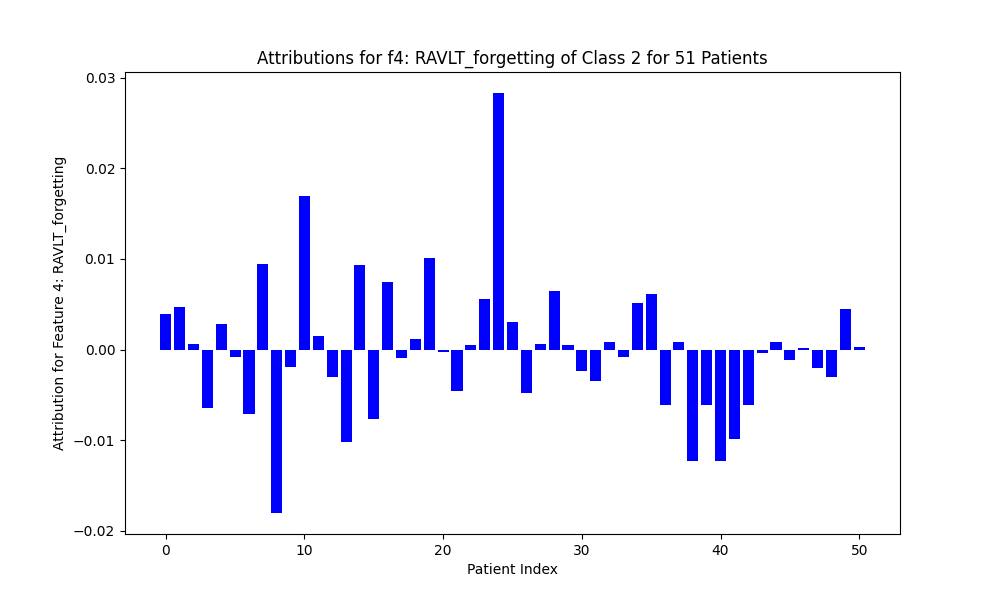 Attributions for f4: RAVLT_forgetting of Class 2 for 51 Patients
Attribution for Feature 4: RAVLT_forgetting
0.03
0.02
0.01
0.00
−0.01
−0.02
0 10 20 30 40 50
Patient Index